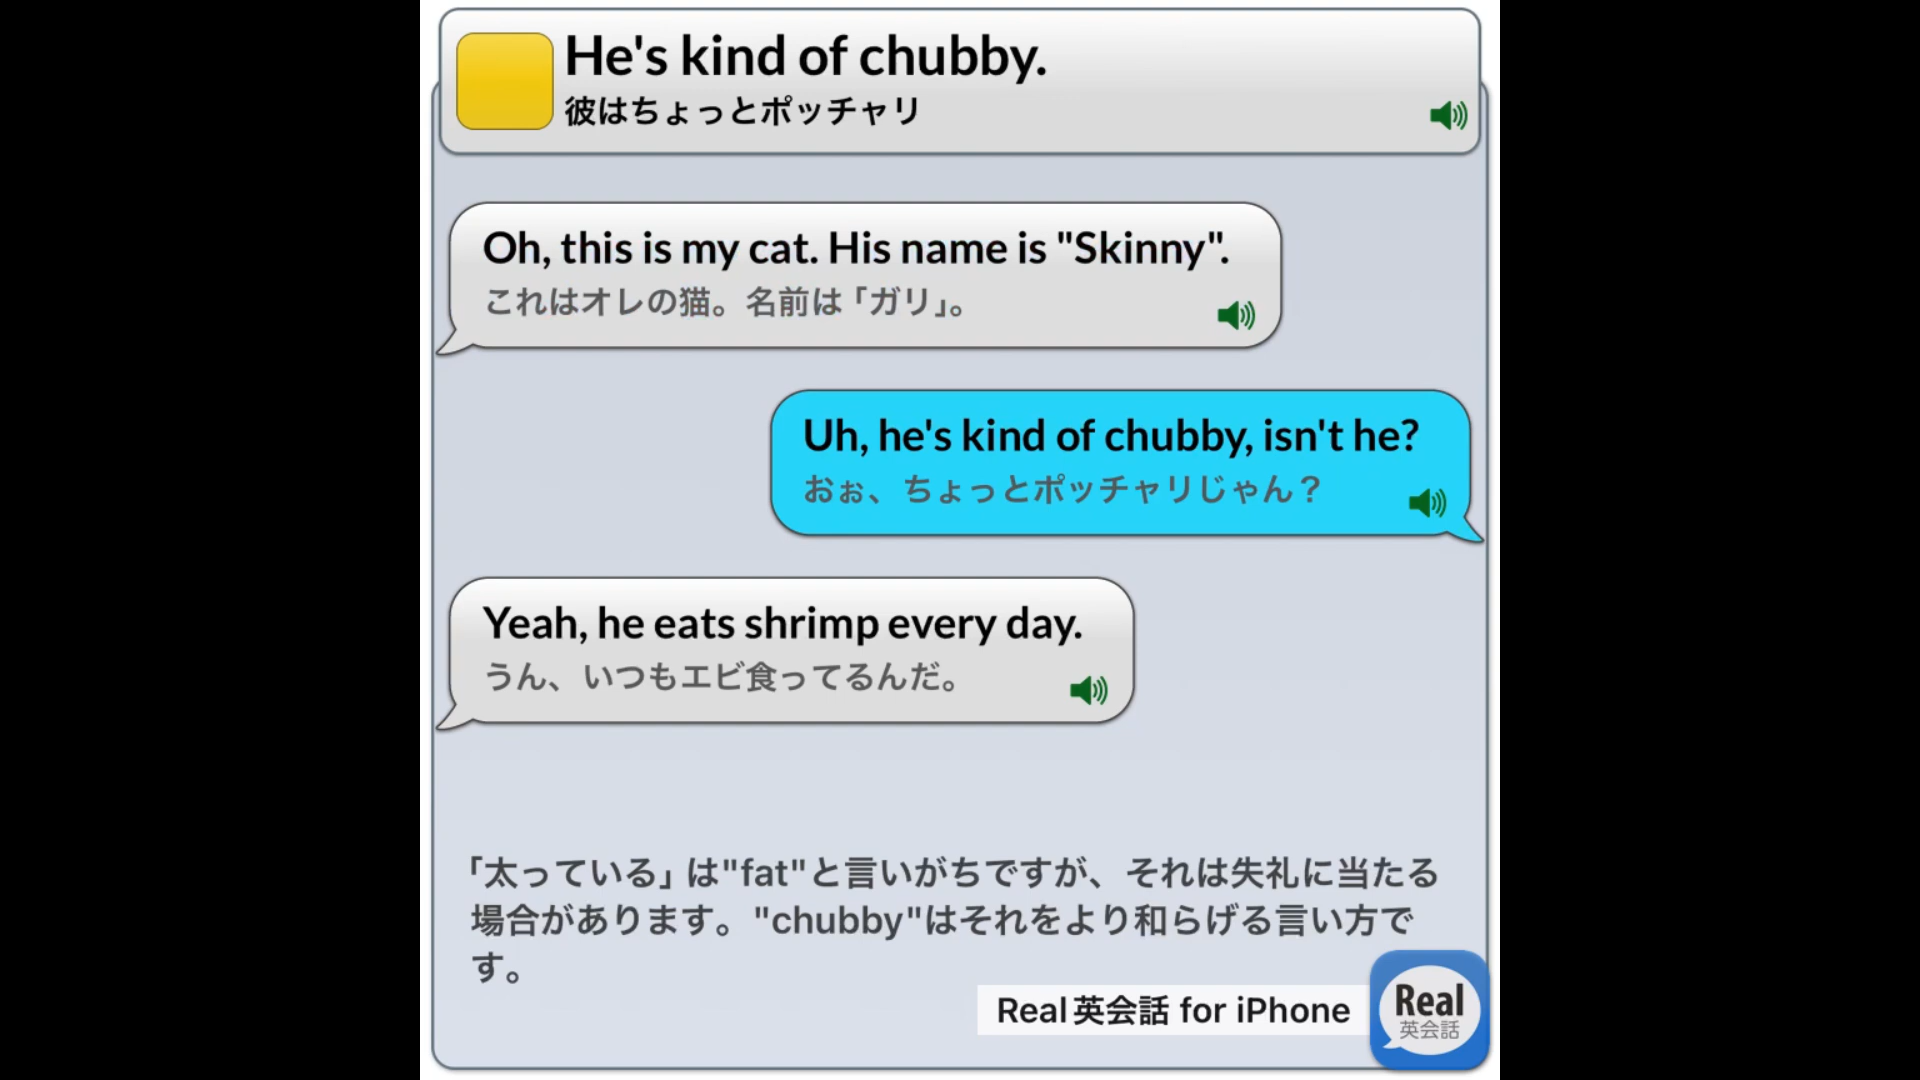 He's kind of chubby.
彼はちょっとポッチャリ
Oh, this is my cat. His name is "Skinny".
これはオレの猫。名前は「ガリ」。
Uh, he's kind of chubby, isn't he?
おぉ、ちょっとポッチャリじゃん？
Yeah, he eats shrimp every day.
うん、いつもエビ食ってるんだ。
「太っている」は"fat"と言いがちですが、それは失礼に当たる
場合があります。"chubby"はそれをより和らげる言い方で
す。
Real英会話 for iPhone
Real
英会話